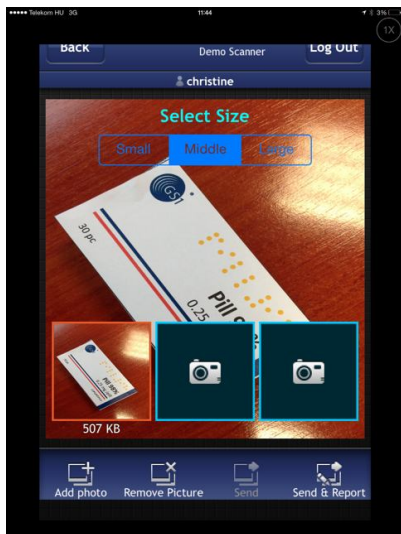 Telekom HU 3G 11:44 3%
1X
Back Demo Scanner Log Out
christine
Select Size
Small Middle Large
GS1
30 pc
0.25
Pill
507 KB
Add photo Remove Picture Send Send & Report